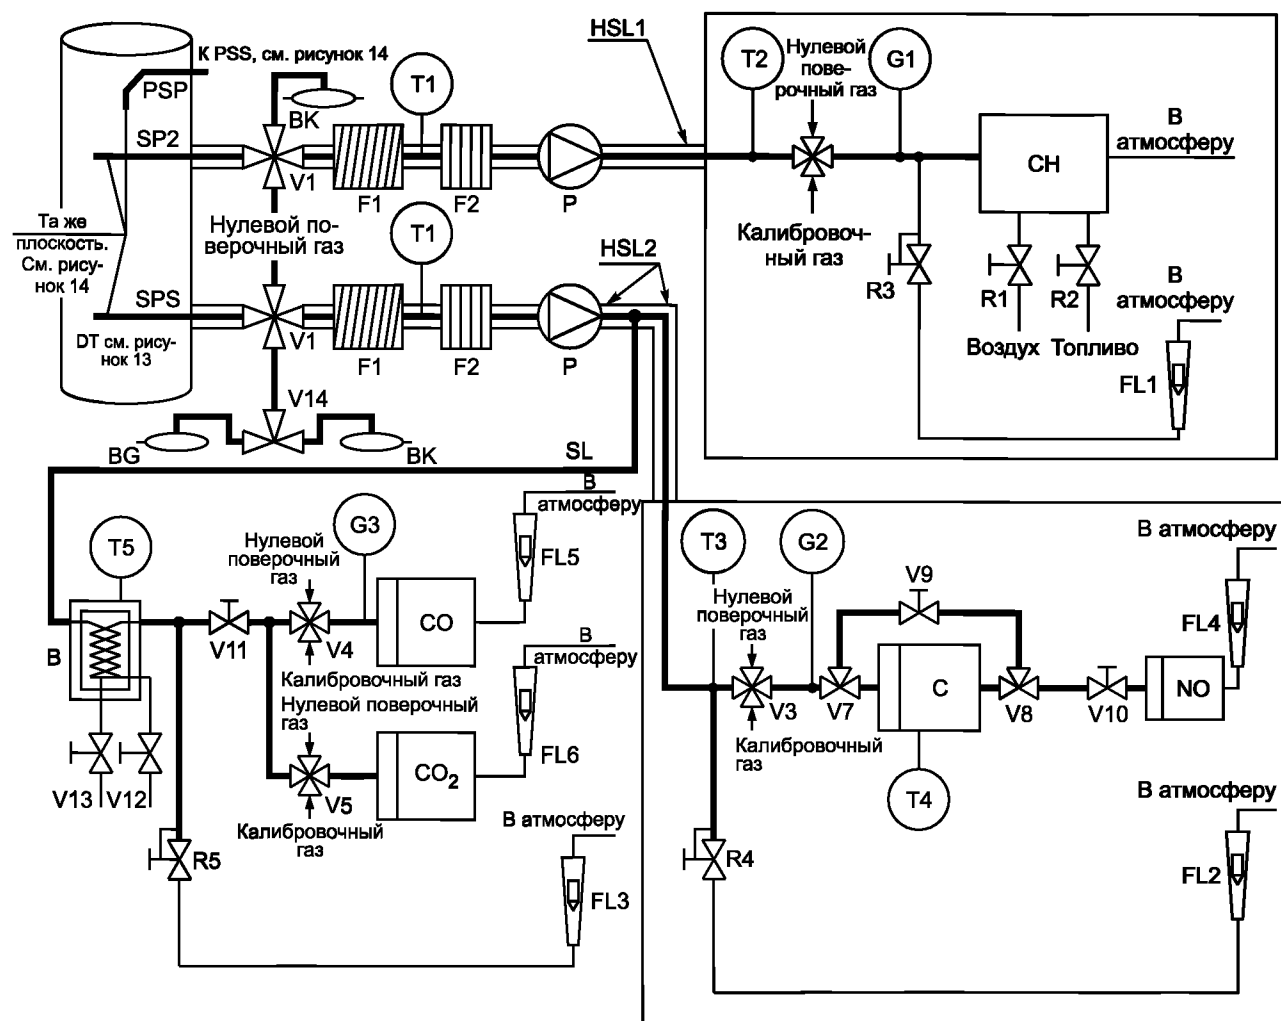 К PSS, см. рисунок 14
PSP
BK
T1
HSL1
SP2
V1
F1
F2
P
Та же
плоскость.
См. рису-
нок 14
Нулевой по-
верочный газ
T1
HSL2
SPS
V1
F1
F2
P
DT см. рису-
нок 13
V14
BG
BK
SL
T2
Нулевой
пове-
рочный газ
G1
CH
В
атмосферу
Калибровоч-
ный газ
R3
R1
R2
Воздух
Топливо
В
атмосферу
FL1
T5
B
V13
V12
V11
Нулевой
поверочный
газ
G3
V4
CO
Калибровочный газ
В
атмосферу
FL5
Нулевой поверочный
газ
V5
CO2
Калибровочный
газ
В
атмосферу
FL6
R5
В атмосферу
FL3
T3
G2
Нулевой
поверочный
газ
V3
Калибровочный
газ
V7
V9
C
T4
V8
V10
NO
В атмосферу
FL4
R4
В атмосферу
FL2